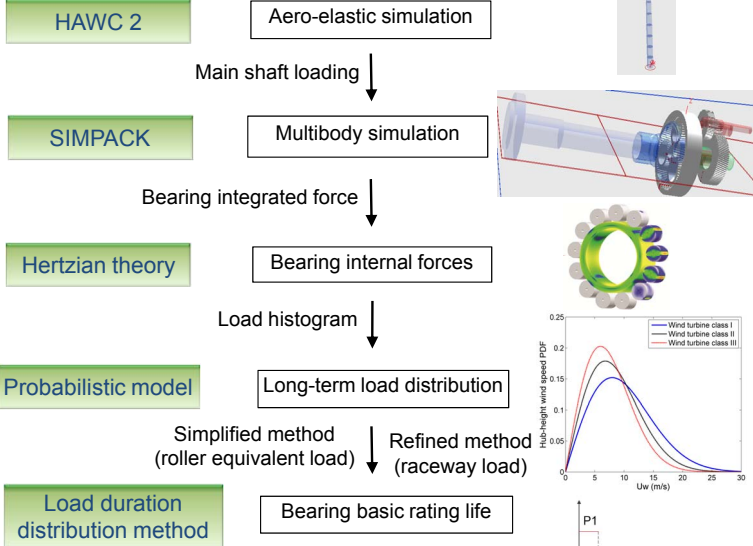 HAWC 2
Aero-elastic simulation
Main shaft loading
SIMPACK
Multibody simulation
Bearing integrated force
Hertzian theory
Bearing internal forces
Load histogram
Probabilistic model
Long-term load distribution
Simplified method
(roller equivalent load)
Refined method
(raceway load)
Load duration
distribution method
Bearing basic rating life
Hub-height wind speed PDF
0.25
0.2
0.15
0.1
0.05
0
Wind turbine class I
Wind turbine class II
Wind turbine class III
0 5 10 15 20 25 30
Uw (m/s)
P1